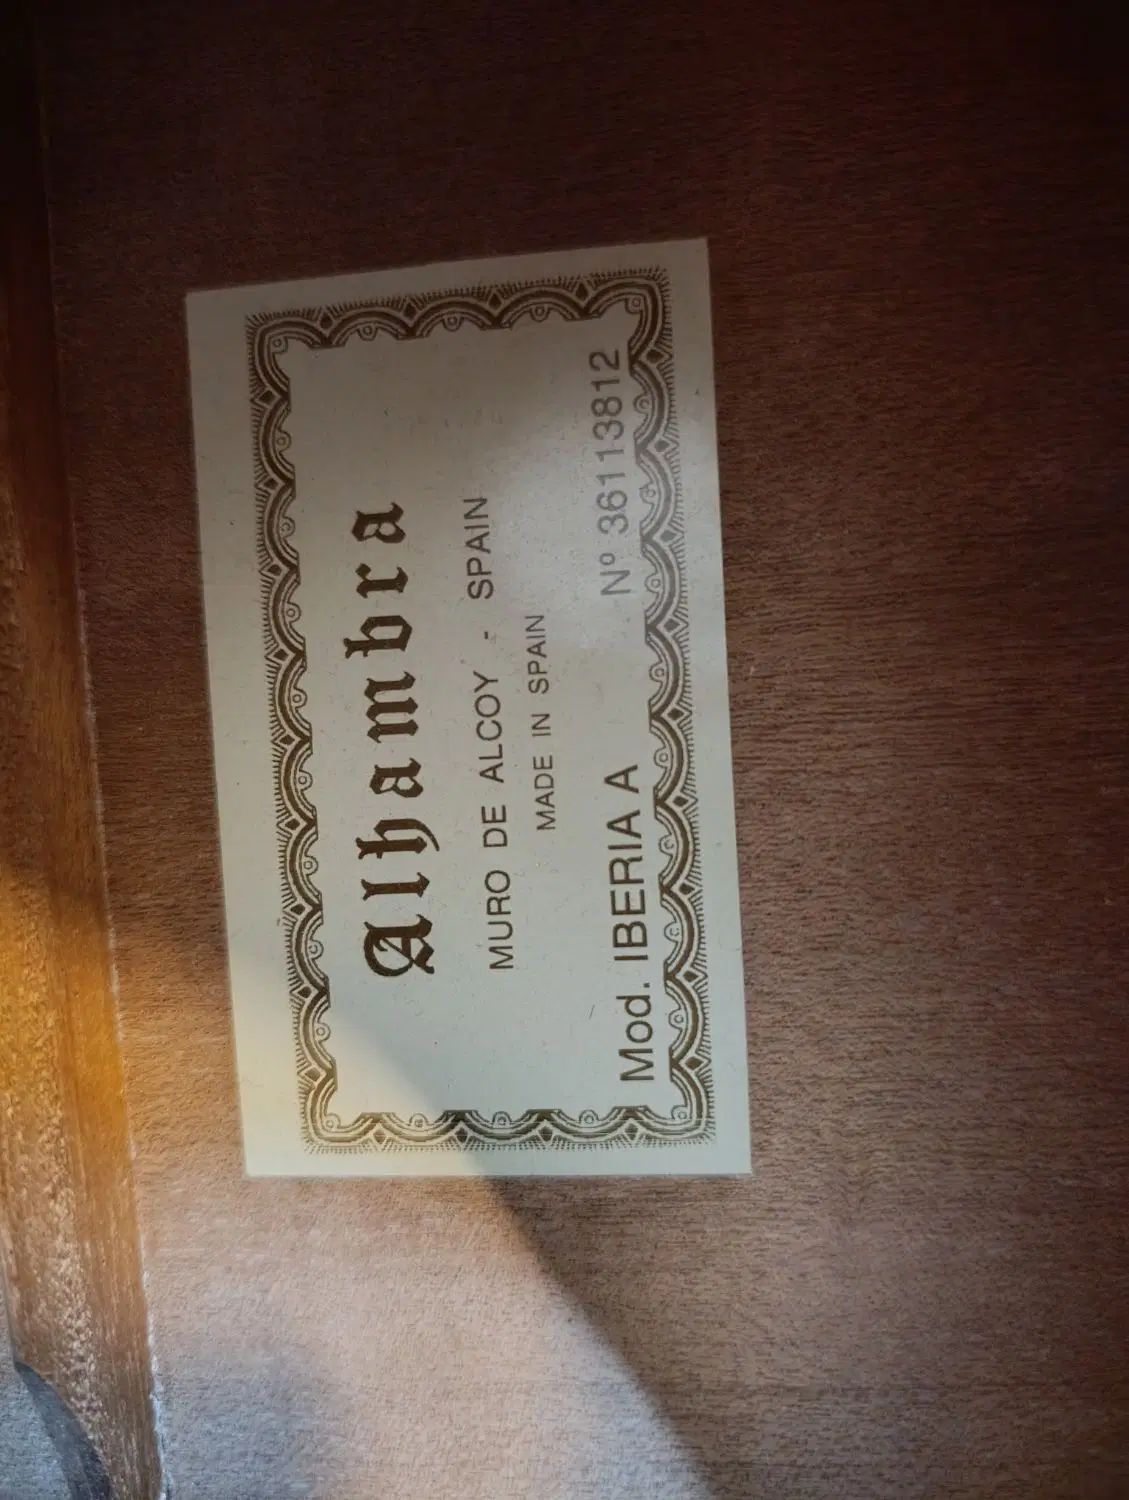 Alhambra
MURO DE ALCOY - SPAIN
MADE IN SPAIN
Mod. IBERIA A Nº 36113812